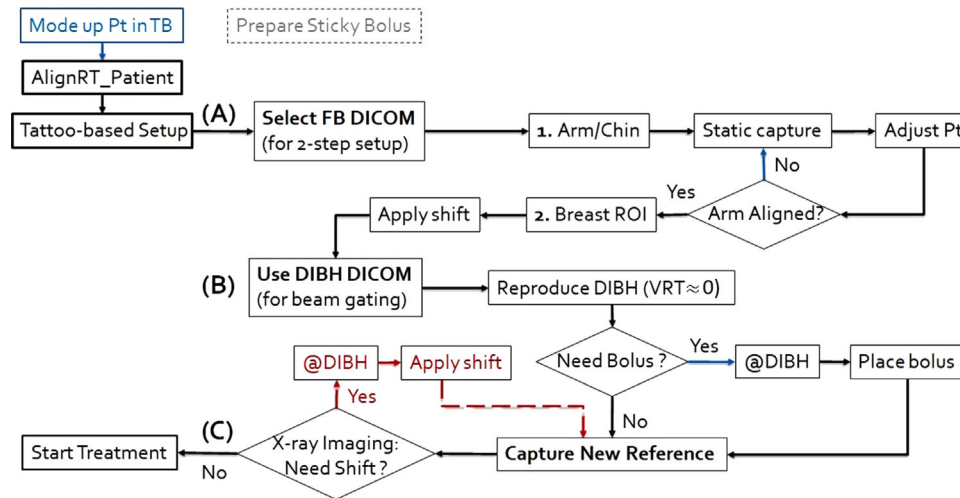 Mode up Pt in TB
Prepare Sticky Bolus
AlignRT_Patient
Tattoo-based Setup
(A)
Select FB DICOM
(for 2-step setup)
1. Arm/Chin
Static capture
Adjust Pt
No
Yes
Arm Aligned?
2. Breast ROI
Apply shift
(B)
Use DIBH DICOM
(for beam gating)
Reproduce DIBH (VRT≈0)
Need Bolus ?
Yes
@DIBH
Place bolus
@DIBH
Apply shift
Yes
No
(C)
X-ray Imaging:
Need Shift ?
Capture New Reference
Start Treatment
No